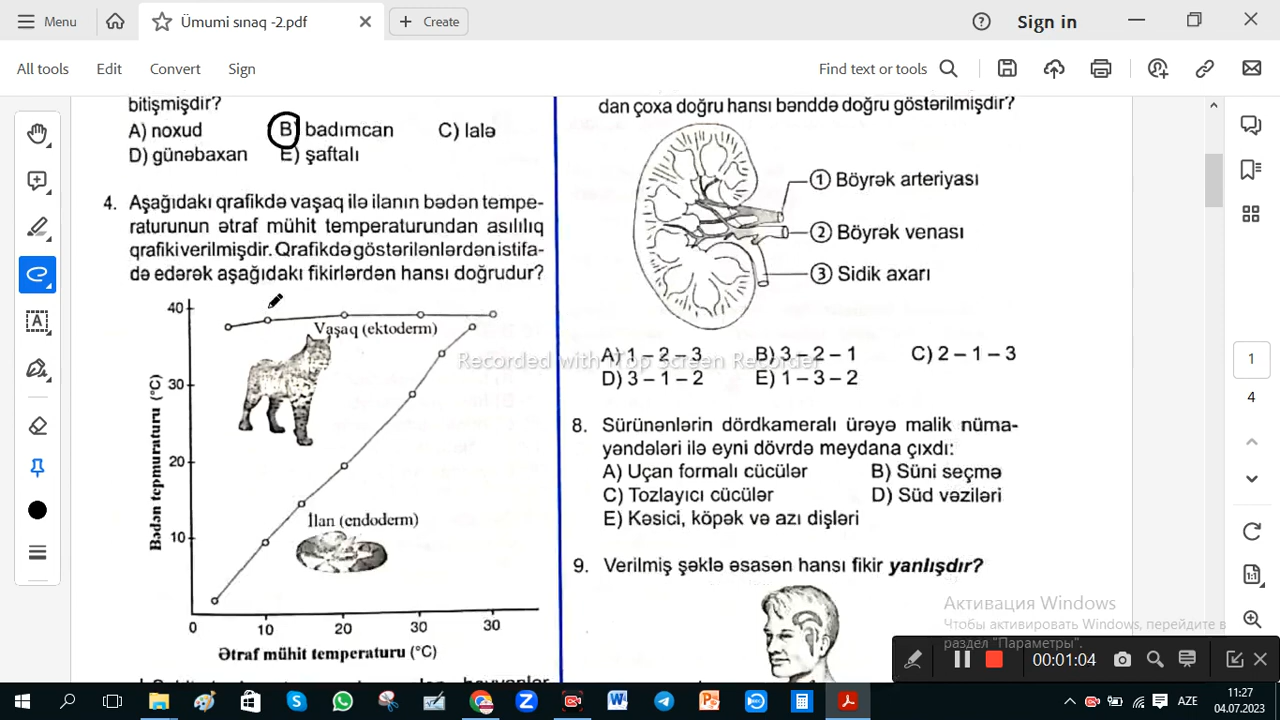 Menu
Ümumi sınaq -2.pdf
Create
Sign in
All tools
Edit
Convert
Sign
Find text or tools
bitişmişdir?
A) noxud B) badımcan C) lalə
D) günəbaxan E) şaftalı
4. Aşağıdakı qrafikdə vaşaq ilə ilanın bədən tempe-
raturunun ətraf mühit temperaturundan asılılıq
qrafiki verilmişdir. Qrafikdə göstərilənlərdən istifa-
də edərək aşağıdakı fikirlərdən hansı doğrudur?
Bədən tepmuraturu (°C)
40
30
20
10
Vaşaq (ektoderm)
İlan (endoderm)
0 10 20 30 30
Ətraf mühit temperaturu (°C)
dan çoxa doğru hansı bənddə doğru göstərilmişdir?
1 Böyrək arteriyası
2 Böyrək venası
3 Sidik axarı
A) 1 – 2 – 3 B) 3 – 2 – 1 C) 2 – 1 – 3
D) 3 – 1 – 2 E) 1 – 3 – 2
Recorded with iTop Screen Recorder
8. Sürünənlərin dördkameralı ürəyə malik nüma-
yəndələri ilə eyni dövrdə meydana çıxdı:
A) Uçan formalı cücülər B) Süni seçmə
C) Tozlayıcı cücülər D) Süd vəziləri
E) Kəsici, köpək və azı dişləri
9. Verilmiş şəklə əsasən hansı fikir yanlışdır?
Активация Windows
Чтобы активировать Windows, перейдите в
раздел "Параметры".
1
4
00:01:04
AZE
11:27
04.07.2023